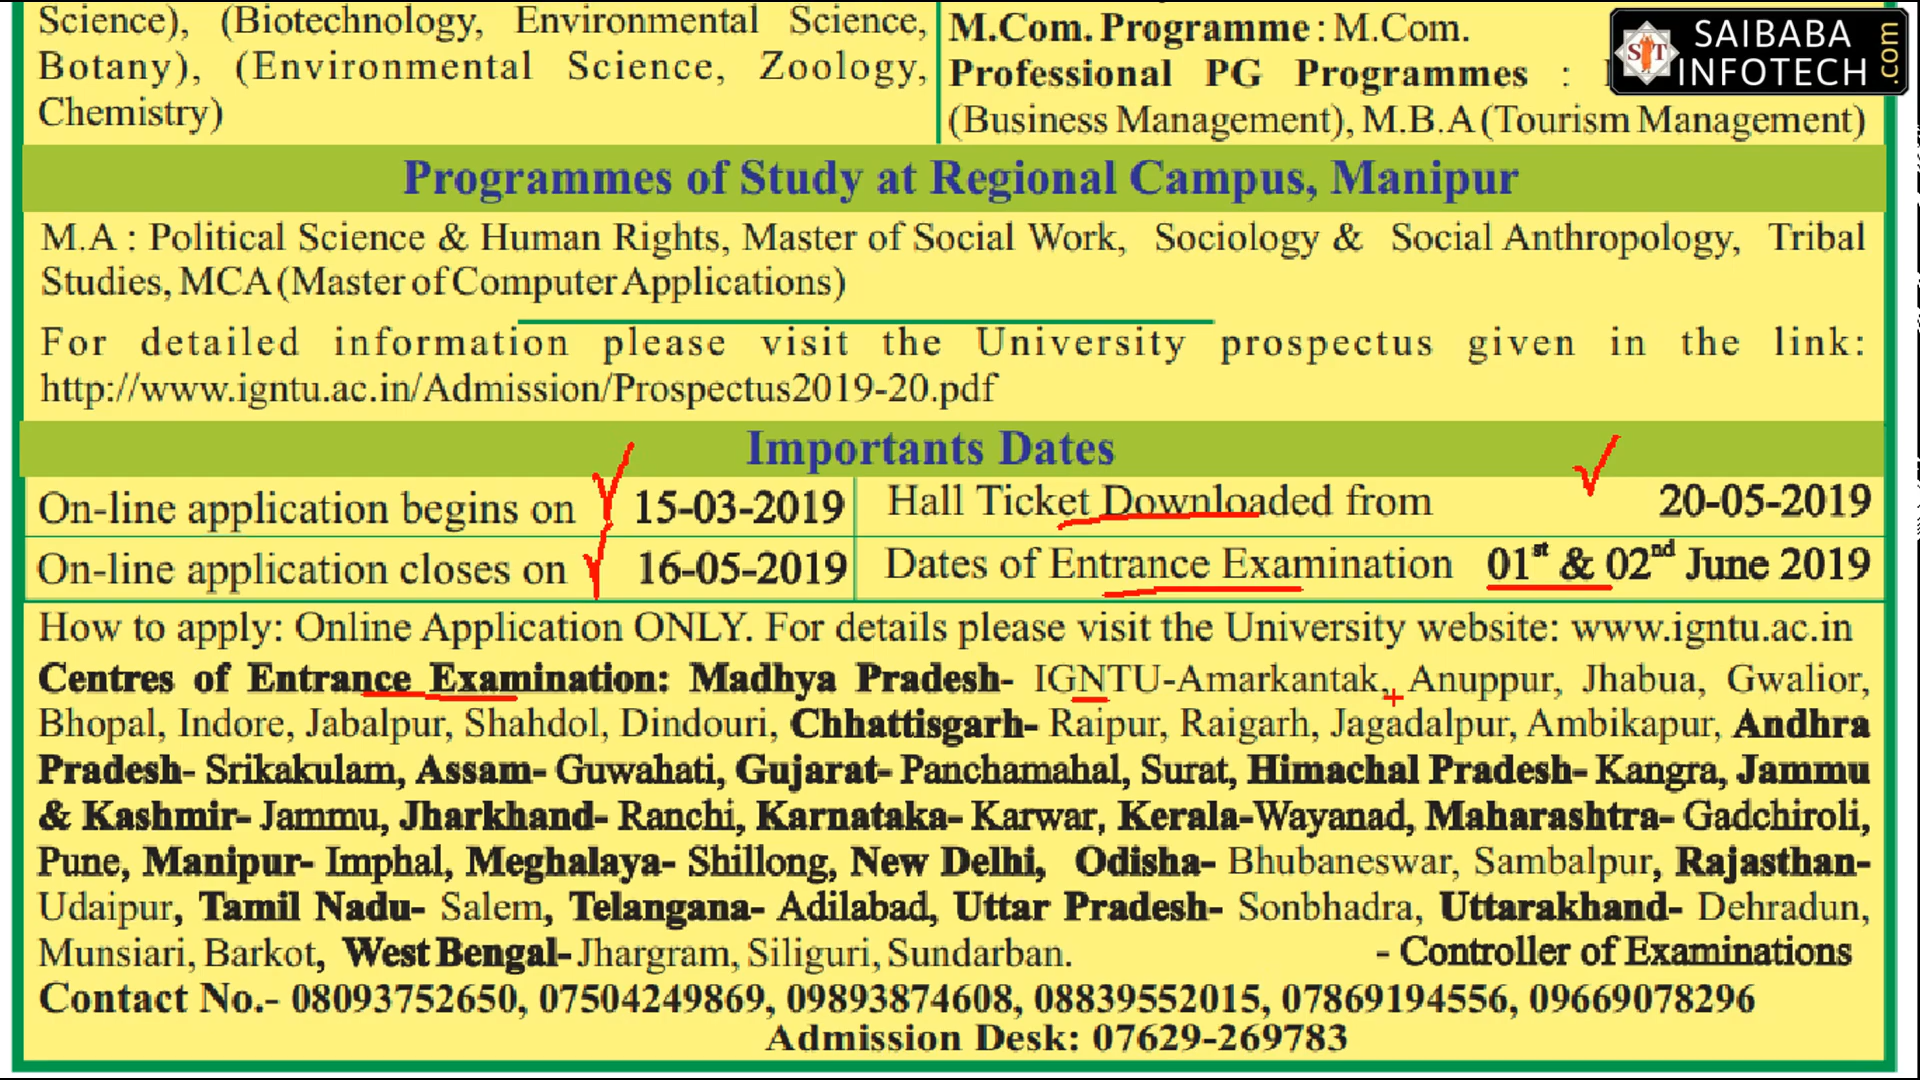 Science), (Biotechnology, Environmental Science,
Botany), (Environmental Science, Zoology,
Chemistry)
M.Com. Programme : M.Com.
Professional PG Programmes :
(Business Management), M.B.A (Tourism Management)
SAIBABA
INFOTECH
.com
SIT
Programmes of Study at Regional Campus, Manipur
M.A : Political Science & Human Rights, Master of Social Work, Sociology & Social Anthropology, Tribal
Studies, MCA (Master of Computer Applications)
For detailed information please visit the University prospectus given in the link:
http://www.igntu.ac.in/Admission/Prospectus2019-20.pdf
Importants Dates
On-line application begins on 15-03-2019 Hall Ticket Downloaded from 20-05-2019
On-line application closes on 16-05-2019 Dates of Entrance Examination 01st & 02nd June 2019
How to apply: Online Application ONLY. For details please visit the University website: www.igntu.ac.in
Centres of Entrance Examination: Madhya Pradesh- IGNTU-Amarkantak, Anuppur, Jhabua, Gwalior,
Bhopal, Indore, Jabalpur, Shahdol, Dindouri, Chhattisgarh- Raipur, Raigarh, Jagadalpur, Ambikapur, Andhra
Pradesh- Srikakulam, Assam- Guwahati, Gujarat- Panchamahal, Surat, Himachal Pradesh- Kangra, Jammu
& Kashmir- Jammu, Jharkhand- Ranchi, Karnataka- Karwar, Kerala-Wayanad, Maharashtra- Gadchiroli,
Pune, Manipur- Imphal, Meghalaya- Shillong, New Delhi, Odisha- Bhubaneswar, Sambalpur, Rajasthan-
Udaipur, Tamil Nadu- Salem, Telangana- Adilabad, Uttar Pradesh- Sonbhadra, Uttarakhand- Dehradun,
Munsiari, Barkot, West Bengal- Jhargram, Siliguri, Sundarban.
- Controller of Examinations
Contact No.- 08093752650, 07504249869, 09893874608, 08839552015, 07869194556, 09669078296
Admission Desk: 07629-269783